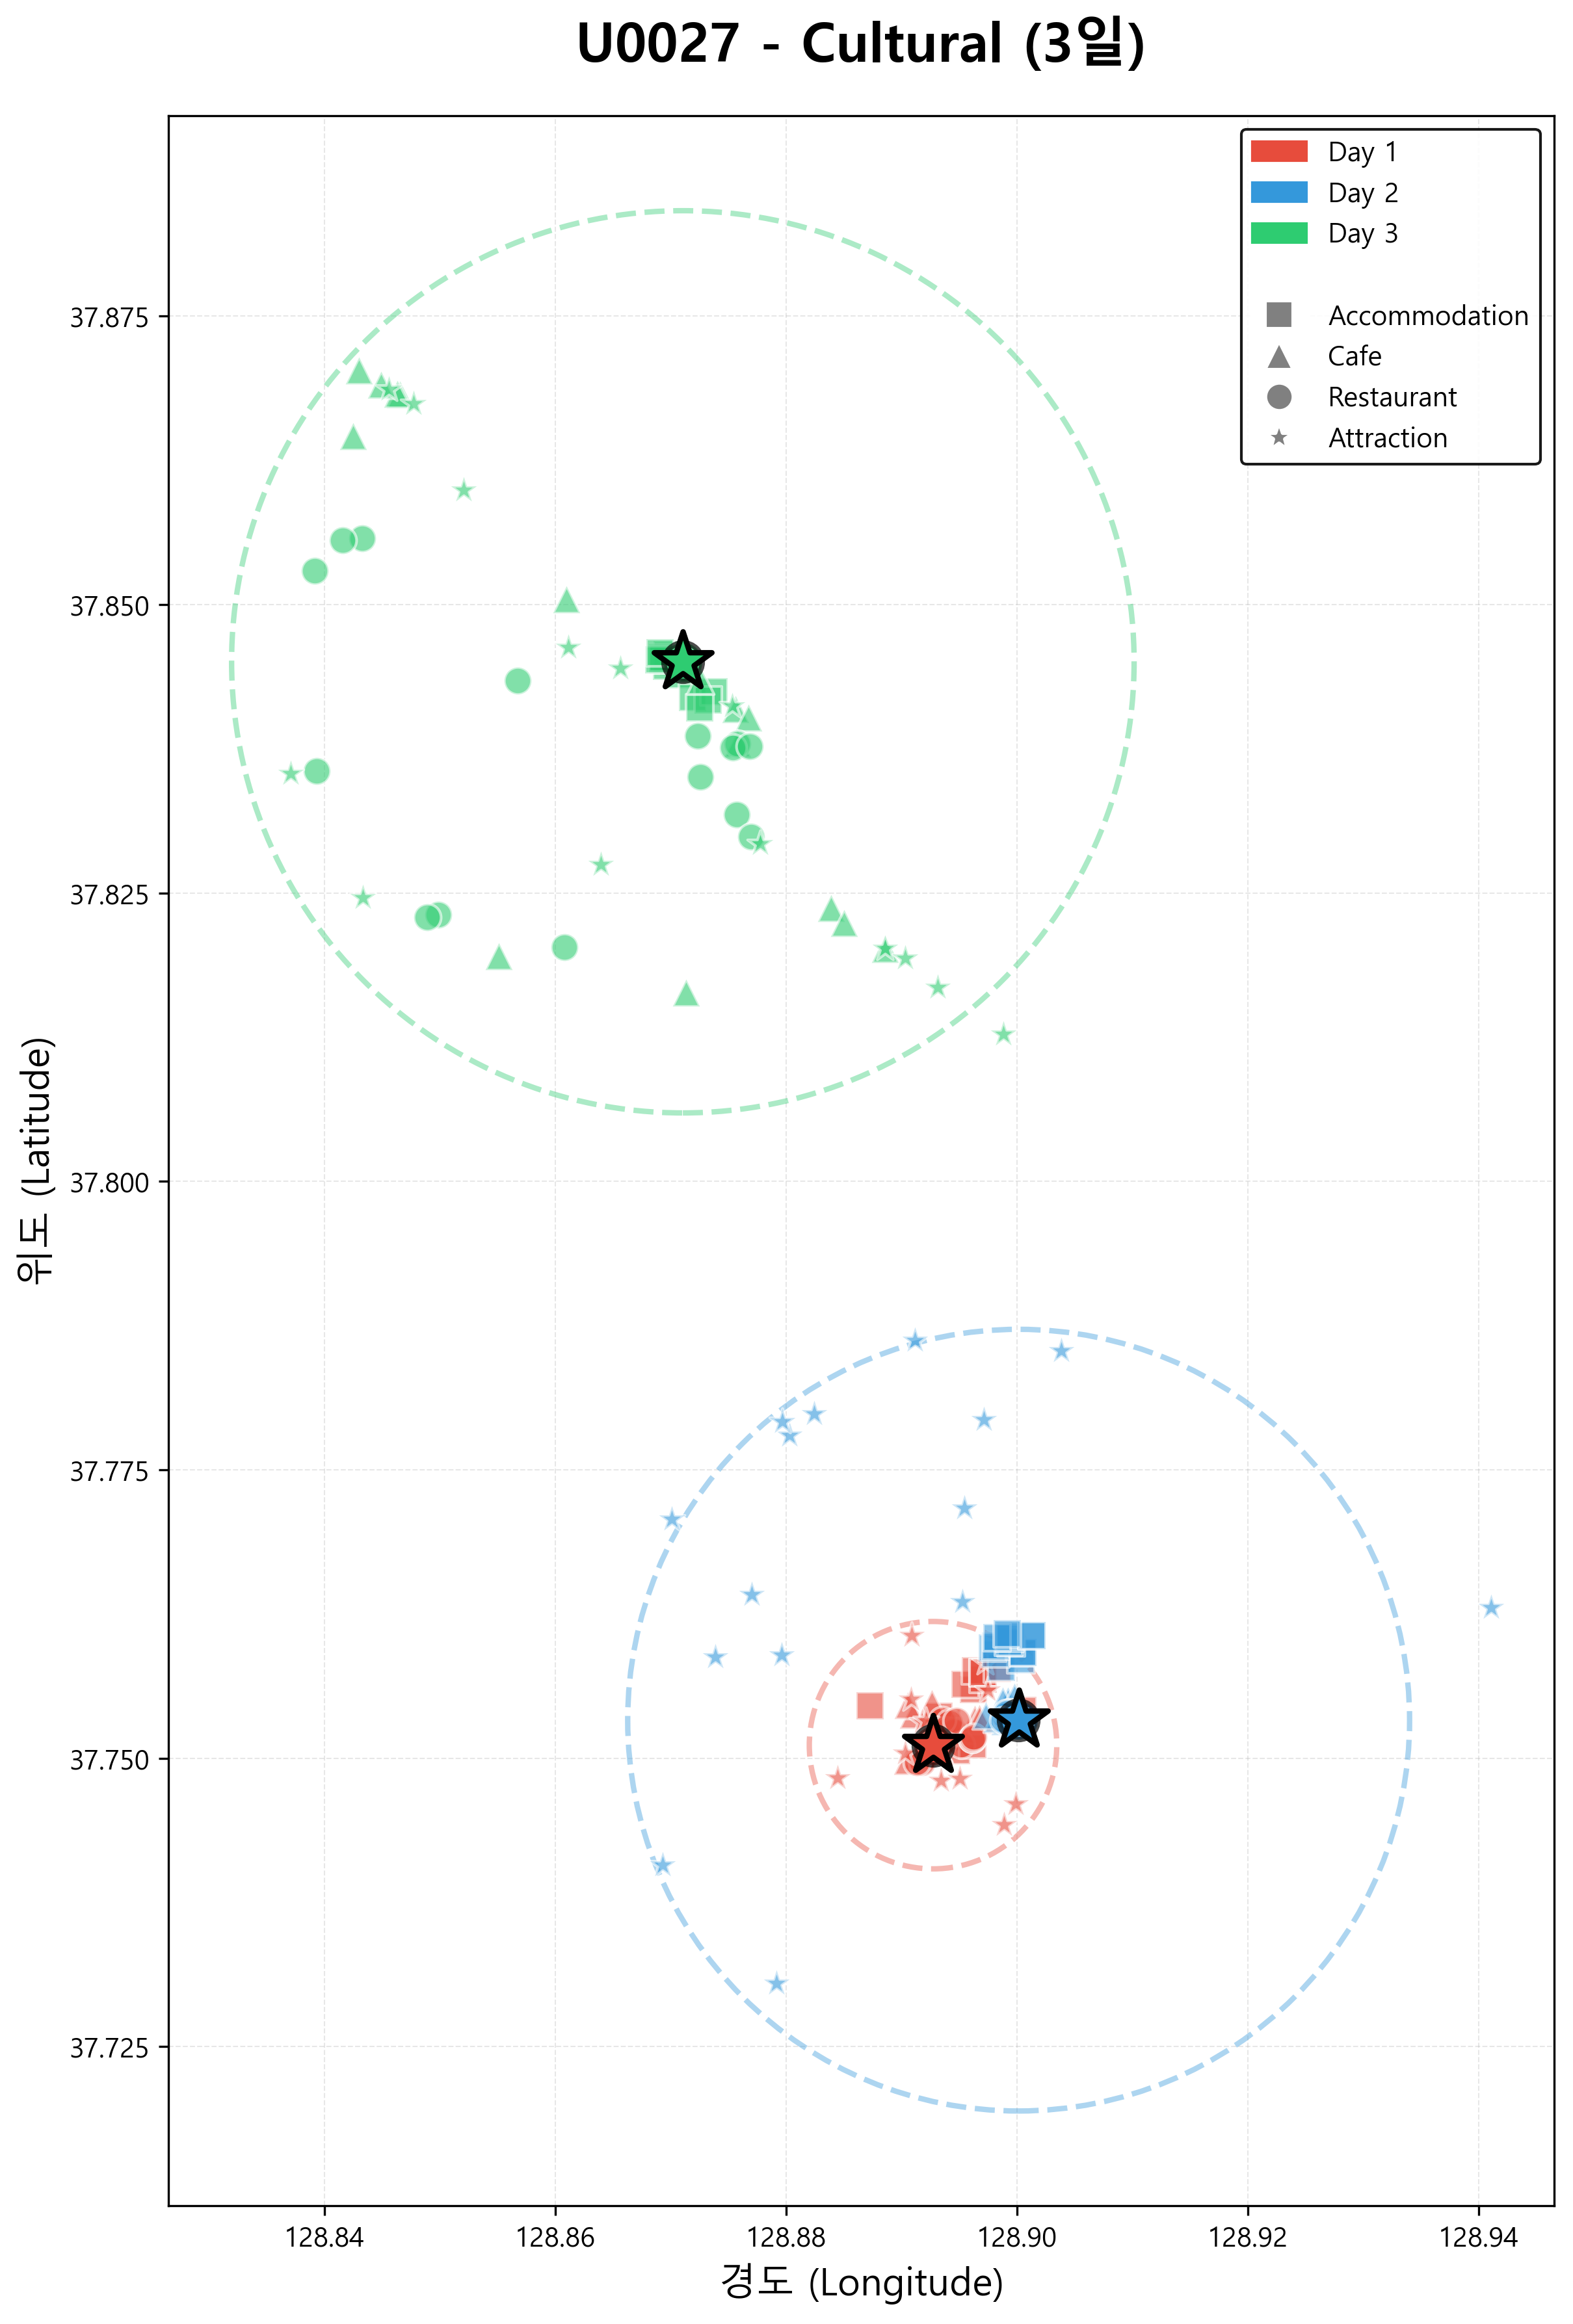 U0027 - Cultural (3일)
Day 1
Day 2
Day 3
Accommodation
Cafe
Restaurant
Attraction
37.875
37.850
37.825
37.800
37.775
37.750
37.725
위도 (Latitude)
128.84
128.86
128.88
128.90
128.92
128.94
경도 (Longitude)